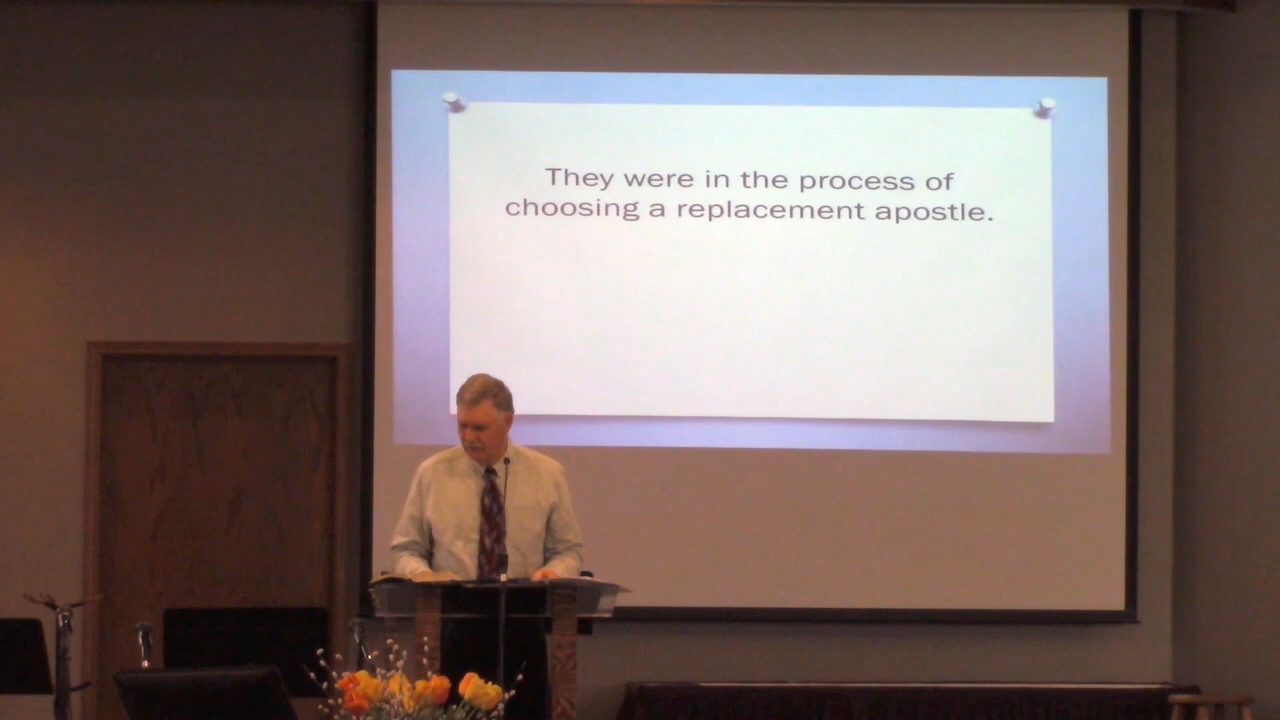 They were in the process of
choosing a replacement apostle.